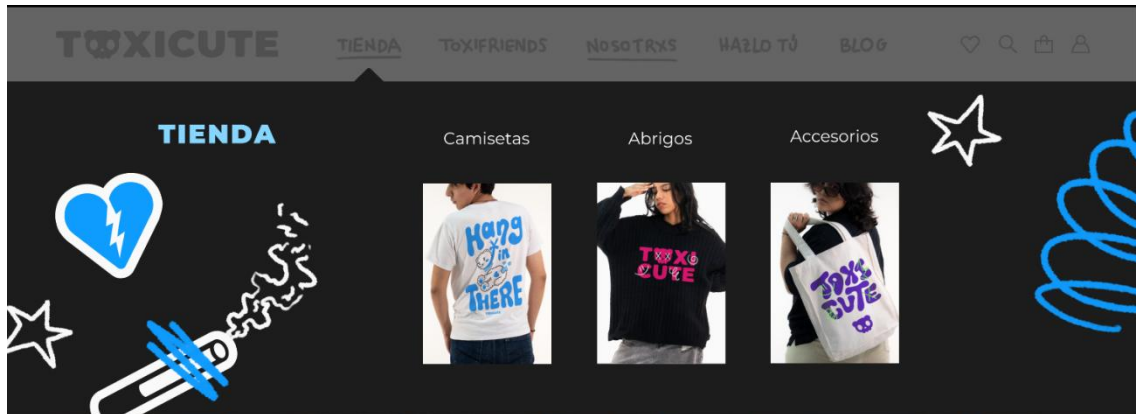 TOXICUTE
TIENDA TOXIFRIENDS NOSOTRXS HAZLO TÚ BLOG
TIENDA
Camisetas
Abrigos
Accesorios
Hang
in
THERE
TOXI
CUTE
TOXI
CUTE